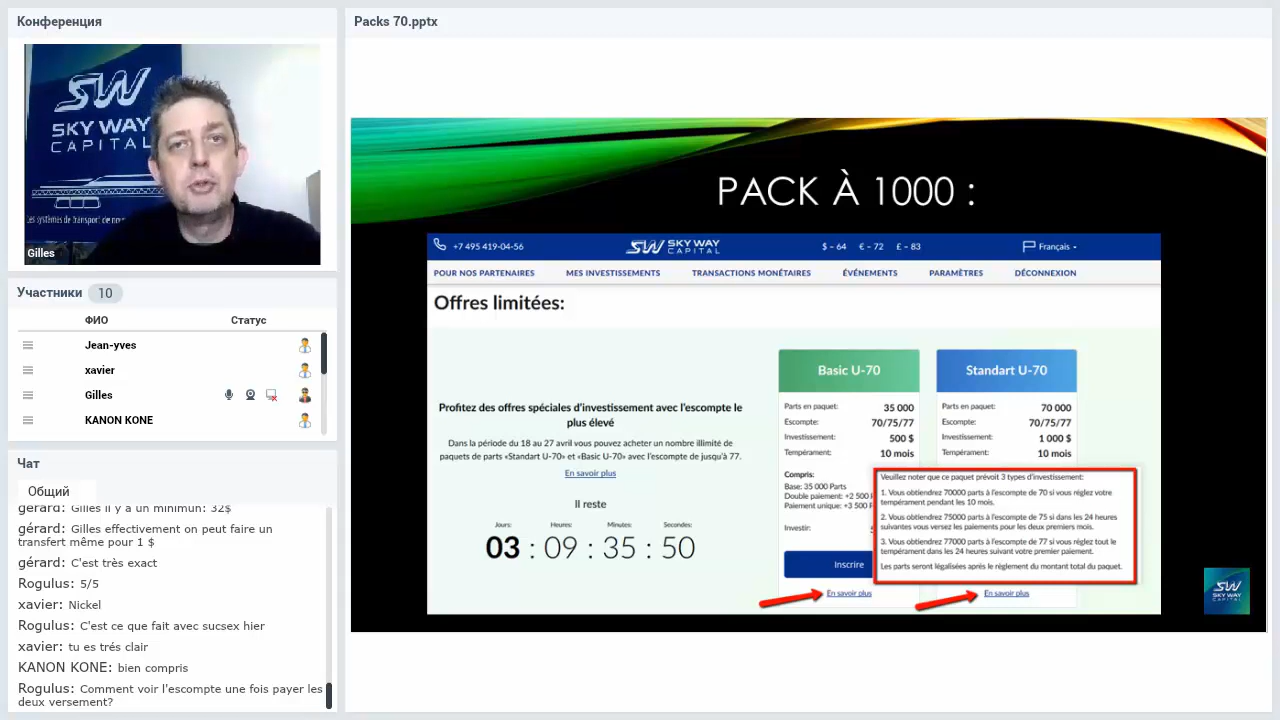 Конференция
SW
SKY WAY
CAPITAL
Gilles
Участники 10
ФИО Статус
Jean-yves
xavier
Gilles
KANON KONE
Чат
Общий
gérard: Gilles il y a un minimun: 32$
gérard: Gilles effectivement on peut faire un
transfert même pour 1 $
gérard: C'est très exact
Rogulus: 5/5
xavier: Nickel
Rogulus: C'est ce que fait avec sucsex hier
xavier: tu es trés clair
KANON KONE: bien compris
Rogulus: Comment voir l'escompte une fois payer les
deux versement?
Packs 70.pptx
PACK À 1000 :
+7 495 419-04-56 SW SKY WAY CAPITAL $ – 64 € – 72 £ – 83 Français
POUR NOS PARTENAIRES MES INVESTISSEMENTS TRANSACTIONS MONÉTAIRES ÉVÉNEMENTS PARAMÈTRES DÉCONNEXION
Offres limitées:
Profitez des offres spéciales d'investissement avec l'escompte le
plus élevé
Dans la période du 18 au 27 avril vous pouvez acheter un nombre illimité de
paquets de parts «Standart U-70» et «Basic U-70» avec l'escompte de jusqu'à 77.
En savoir plus
Il reste
Jours: Heures: Minutes: Secondes:
03 : 09 : 35 : 50
Basic U-70
Parts en paquet: 35 000
Escompte: 70/75/77
Investissement: 500 $
Tempérament: 10 mois
Compris:
Base: 35 000 Parts
Double paiement: +2 500
Paiement unique: +3 500
Investir:
Inscrire
En savoir plus
Standart U-70
Parts en paquet: 70 000
Escompte: 70/75/77
Investissement: 1 000 $
Tempérament: 10 mois
Veuillez noter que ce paquet prévoit 3 types d'investissement:
1. Vous obtiendrez 70000 parts à l'escompte de 70 si vous réglez votre
tempérament pendant les 10 mois.
2. Vous obtiendrez 75000 parts à l'escompte de 75 si dans les 24 heures
suivantes vous versez les paiements pour les deux premiers mois.
3. Vous obtiendrez 77000 parts à l'escompte de 77 si vous réglez tout le
tempérament dans les 24 heures suivant votre premier paiement.
Les parts seront légalisées après le règlement du montant total du paquet.
En savoir plus
SW
SKY WAY
CAPITAL